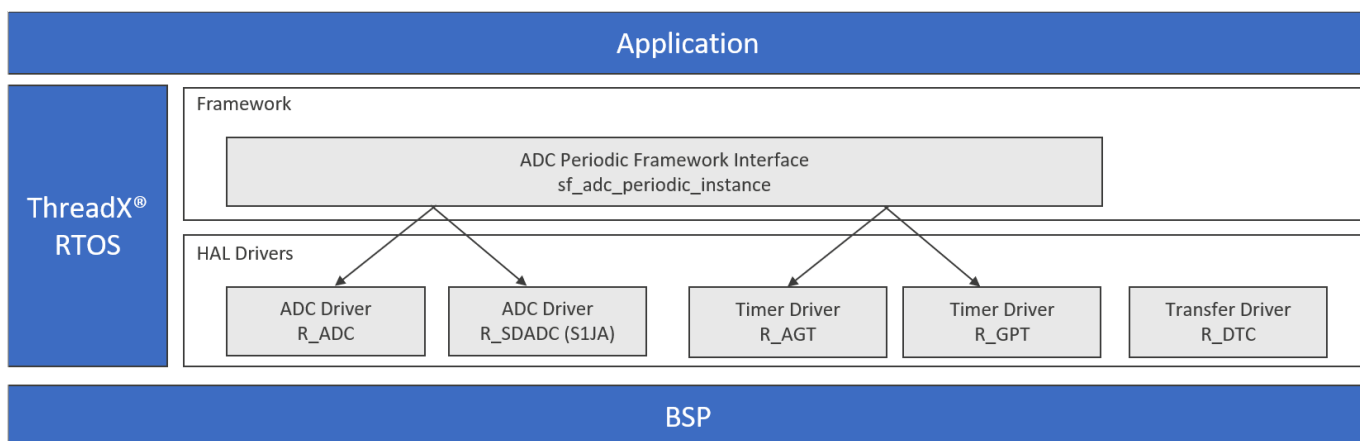 Application
ThreadX®
RTOS
Framework
ADC Periodic Framework Interface
sf_adc_periodic_instance
HAL Drivers
ADC Driver
R_ADC
ADC Driver
R_SDADC (S1JA)
Timer Driver
R_AGT
Timer Driver
R_GPT
Transfer Driver
R_DTC
BSP